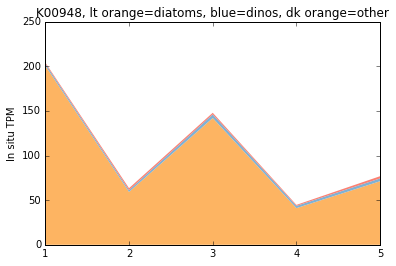 K00948, lt orange=diatoms, blue=dinos, dk orange=other
250
200
150
100
50
0
In situ TPM
1 2 3 4 5